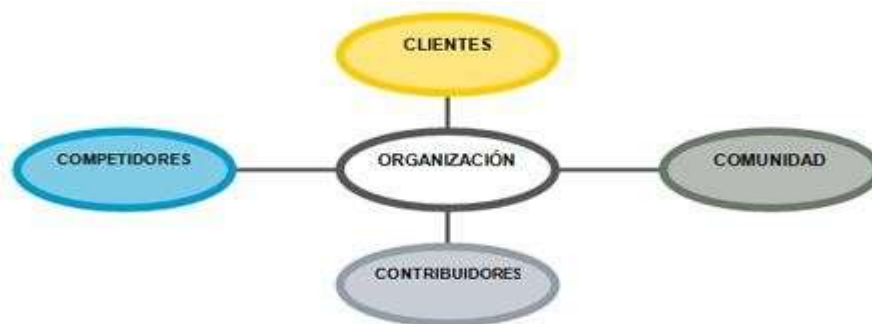 CLIENTES
COMPETIDORES
ORGANIZACIÓN
COMUNIDAD
CONTRIBUIDORES